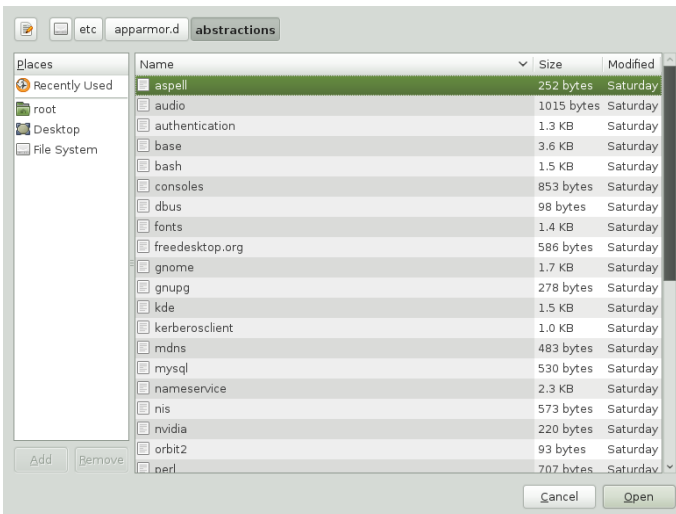 etc apparmor.d abstractions
Places Name Size Modified
Recently Used aspell 252 bytes Saturday
root audio 1015 bytes Saturday
Desktop authentication 1.3 KB Saturday
File System base 3.6 KB Saturday
bash 1.5 KB Saturday
consoles 853 bytes Saturday
dbus 98 bytes Saturday
fonts 1.4 KB Saturday
freedesktop.org 586 bytes Saturday
gnome 1.7 KB Saturday
gnupg 278 bytes Saturday
kde 1.5 KB Saturday
kerberosclient 1.0 KB Saturday
mdns 483 bytes Saturday
mysql 530 bytes Saturday
nameservice 2.3 KB Saturday
nis 573 bytes Saturday
nvidia 220 bytes Saturday
orbit2 93 bytes Saturday
perl 707 bytes Saturday
Add Remove
Cancel Open